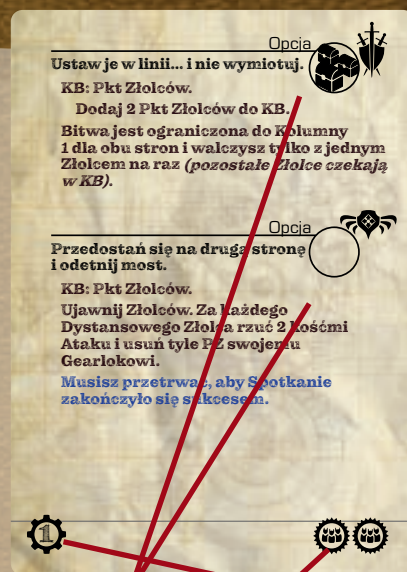 Opcja
Ustaw je w linii... i nie wymiotuj.
KB: Pkt Złolców.
Dodaj 2 Pkt Złolców do KB.
Bitwa jest ograniczona do Kolumny
1 dla obu stron i walczysz tylko z jednym
Złolcem na raz (pozostałe Złolce czekają
w KB).
Opcja
Przedostań się na drugą stronę
i odetnij most.
KB: Pkt Złolców.
Ujawnij Złolców. Za każdego
Dystansowego Złolca rzuć 2 kośćmi
Ataku i usuń tyle PŻ swojemu
Gearlokowi.
Musisz przetrwać, aby Spotkanie
zakończyło się sukcesem.
1